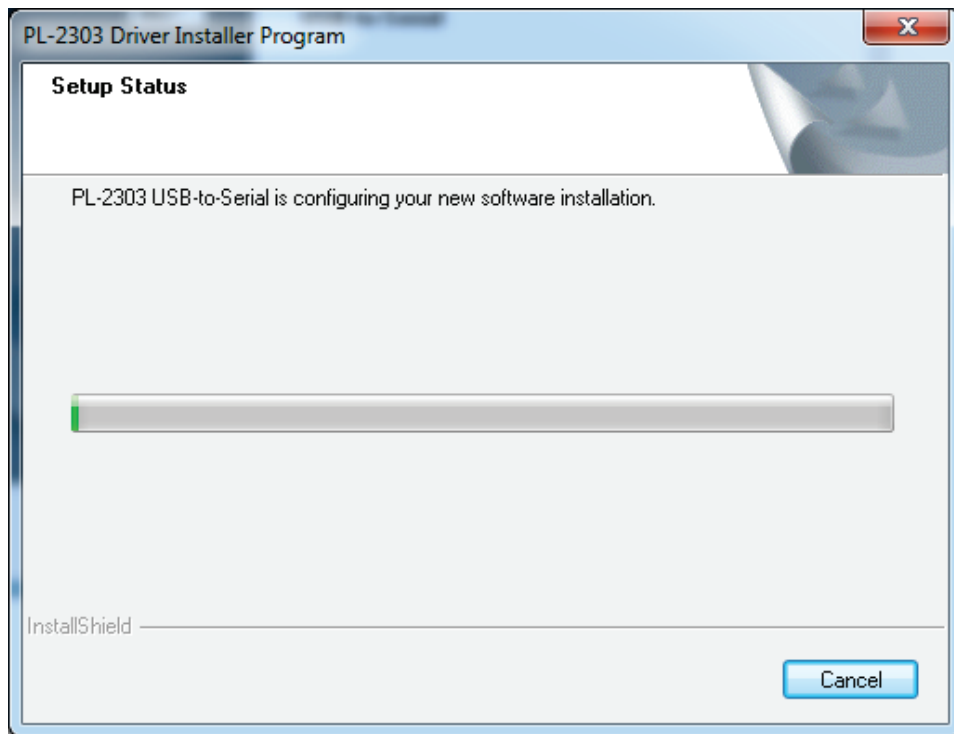 PL-2303 Driver Installer Program
Setup Status
PL-2303 USB-to-Serial is configuring your new software installation.
InstallShield
Cancel